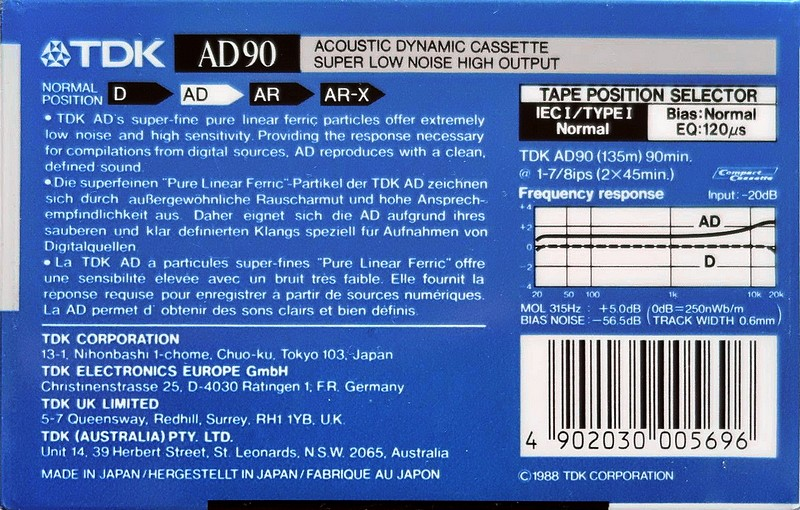 TDK AD90 ACOUSTIC DYNAMIC CASSETTE
SUPER LOW NOISE HIGH OUTPUT
NORMAL POSITION D AD AR AR-X
• TDK AD's super-fine pure linear ferric particles offer extremely
low noise and high sensitivity. Providing the response necessary
for compilations from digital sources, AD reproduces with a clean,
defined sound.
• Die superfeinen "Pure Linear Ferric"-Partikel der TDK AD zeichnen
sich durch außergewöhnliche Rauscharmut und hohe Ansprech-
empfindlichkeit aus. Daher eignet sich die AD aufgrund ihres
sauberen und klar definierten Klangs speziell für Aufnahmen von
Digitalquellen.
• La TDK AD à particules super-fines "Pure Linear Ferric" offre
une sensibilité élevée avec un bruit très faible. Elle fournit la
réponse requise pour enregistrer à partir de sources numériques.
La AD permet d' obtenir des sons clairs et bien définis.
TDK CORPORATION
13-1, Nihonbashi 1-chome, Chuo-ku, Tokyo 103, Japan
TDK ELECTRONICS EUROPE GmbH
Christinenstrasse 25, D-4030 Ratingen 1, F.R. Germany
TDK UK LIMITED
5-7 Queensway, Redhill, Surrey, RH1 1YB, U.K.
TDK (AUSTRALIA) PTY. LTD.
Unit 14, 39 Herbert Street, St. Leonards, N.S.W. 2065, Australia
MADE IN JAPAN/HERGESTELLT IN JAPAN/FABRIQUÉ AU JAPON
TAPE POSITION SELECTOR
IEC I/TYPE I Bias: Normal
Normal EQ: 120µs
TDK AD90 (135m) 90min.
@ 1-7/8ips (2×45min.) Compact Cassette
Frequency response Input: -20dB
+4
+2 AD
0
-2 D
-4
20 50 100 1k 10k 20k
MOL 315Hz: +5.0dB (0dB=250nWb/m
BIAS NOISE: -56.5dB TRACK WIDTH 0.6mm)
4 902030 005696
©1988 TDK CORPORATION